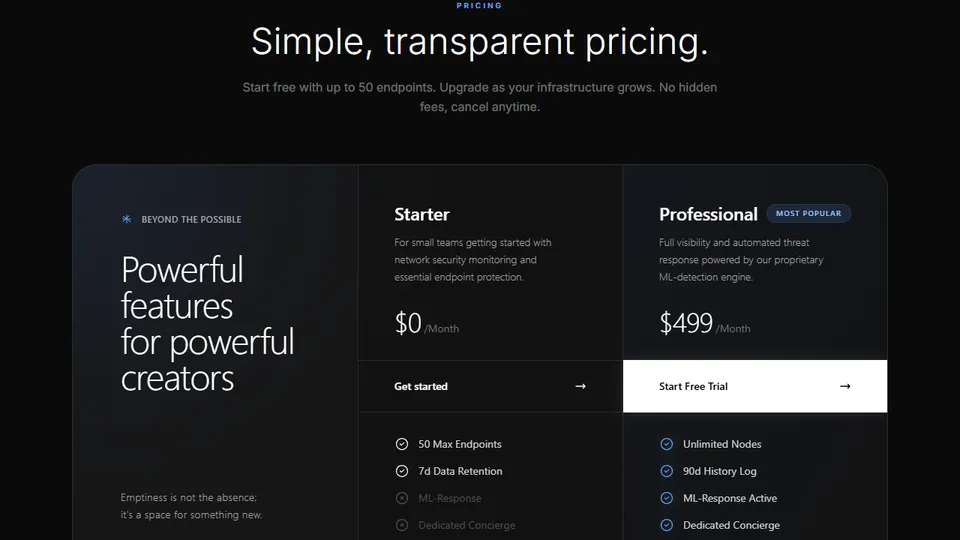 PRICING
Simple, transparent pricing.
Start free with up to 50 endpoints. Upgrade as your infrastructure grows. No hidden
fees, cancel anytime.
BEYOND THE POSSIBLE
Powerful
features
for powerful
creators
Emptiness is not the absence;
it's a space for something new.
Starter
For small teams getting started with
network security monitoring and
essential endpoint protection.
$0 /Month
Get started →
50 Max Endpoints
7d Data Retention
ML-Response
Dedicated Concierge
Professional MOST POPULAR
Full visibility and automated threat
response powered by our proprietary
ML-detection engine.
$499 /Month
Start Free Trial →
Unlimited Nodes
90d History Log
ML-Response Active
Dedicated Concierge